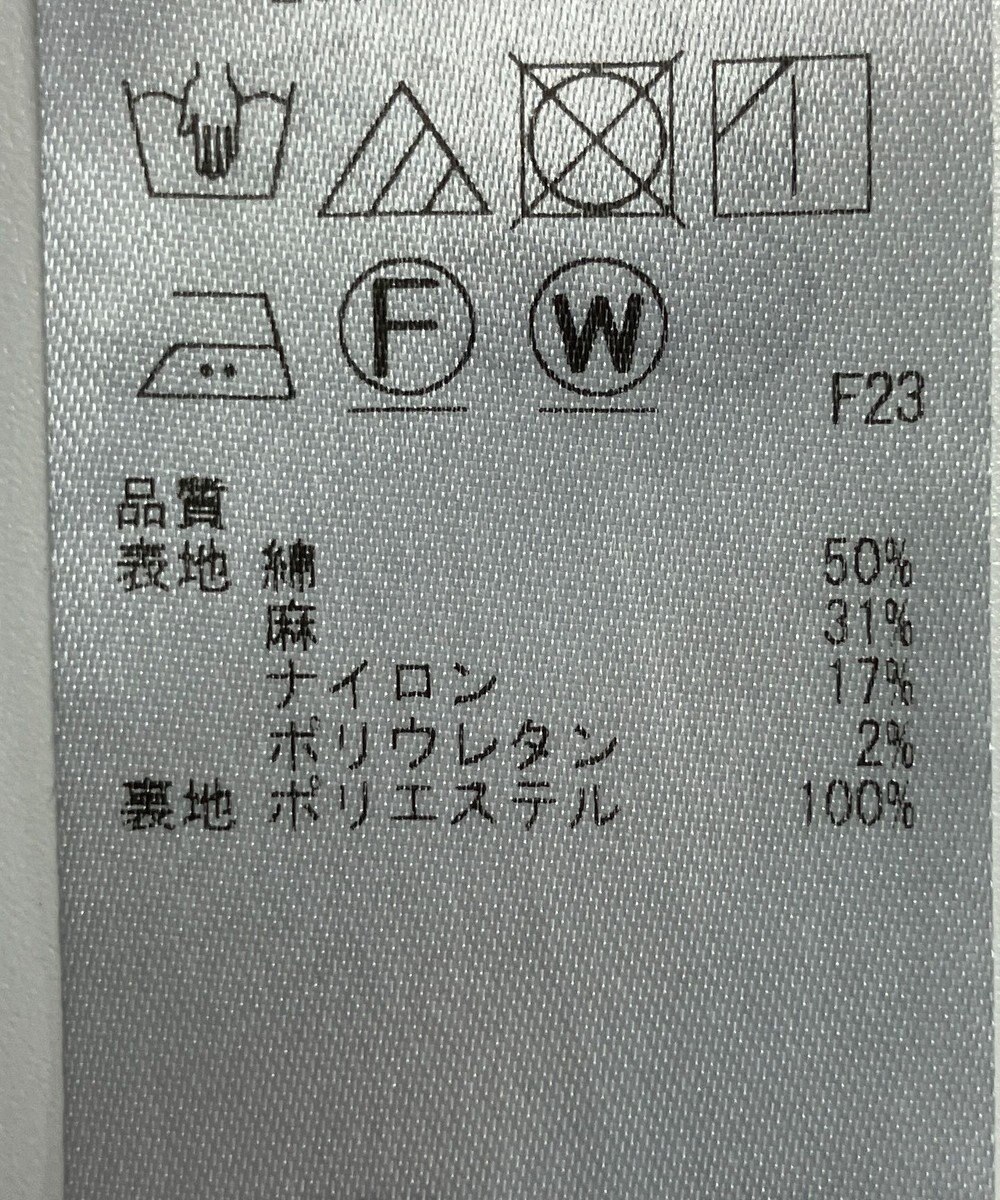 F W
F23
品質
表地 綿 50%
麻 31%
ナイロン 17%
ポリウレタン 2%
裏地 ポリエステル 100%